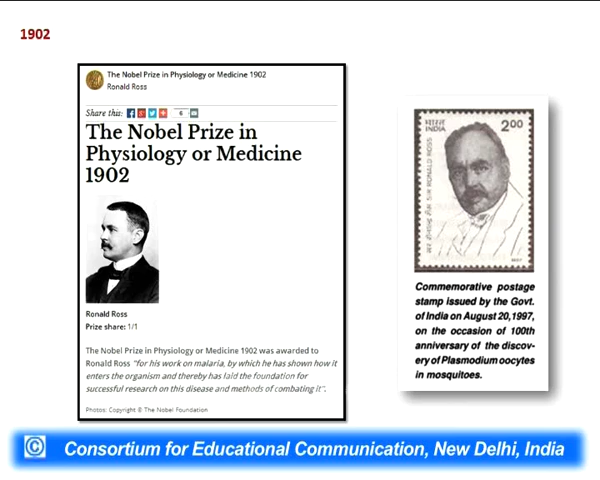 1902
The Nobel Prize in Physiology or Medicine 1902
Ronald Ross
Share this:
6
The Nobel Prize in
Physiology or Medicine
1902
Ronald Ross
Prize share: 1/1
The Nobel Prize in Physiology or Medicine 1902 was awarded to
Ronald Ross "for his work on malaria, by which he has shown how it
enters the organism and thereby has laid the foundation for
successful research on this disease and methods of combating it".
Photos: Copyright © The Nobel Foundation
भारत
INDIA
2.00
SIR RONALD ROSS
1997
Commemorative postage
stamp issued by the Govt.
of India on August 20,1997,
on the occasion of 100th
anniversary of the discov-
ery of Plasmodium oocytes
in mosquitoes.
© Consortium for Educational Communication, New Delhi, India